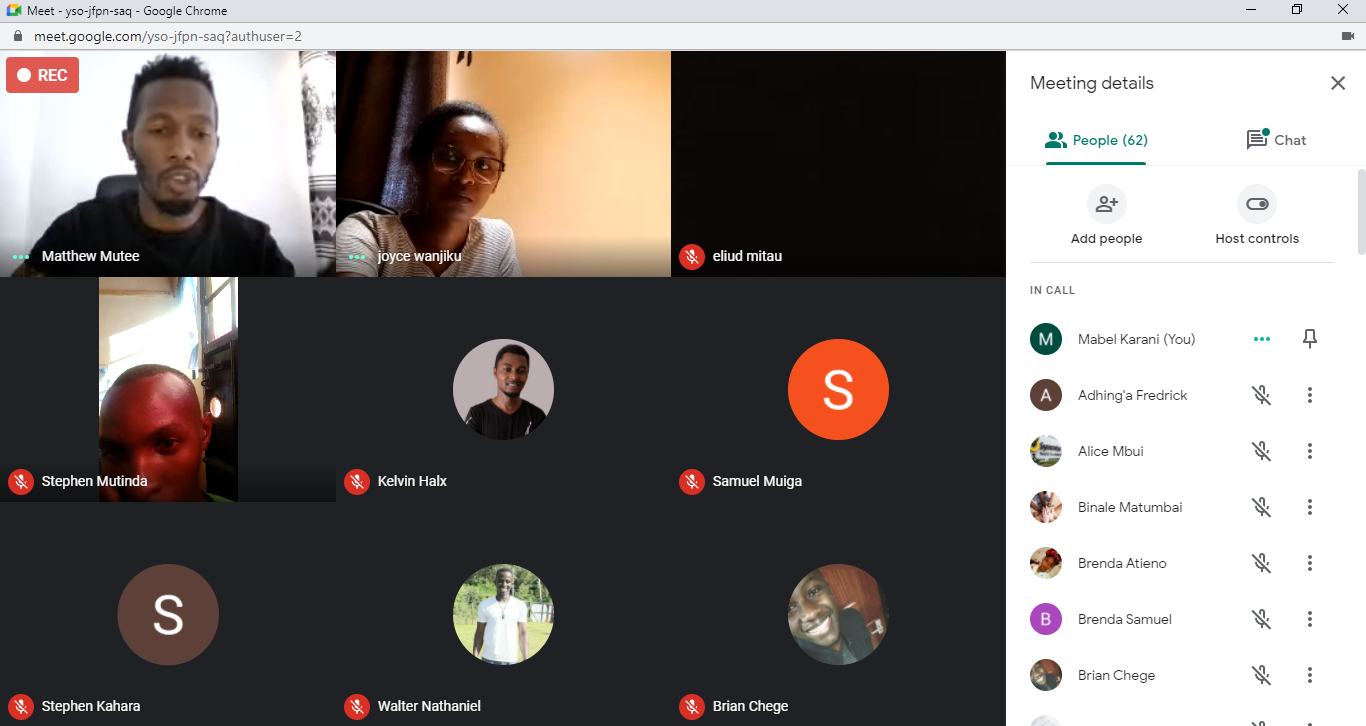 Meet - yso-jfpn-saq - Google Chrome
meet.google.com/yso-jfpn-saq?authuser=2
REC
Matthew Mutee
joyce wanjiku
eliud mitau
Stephen Mutinda
Kelvin Halx
S
Samuel Muiga
S
Stephen Kahara
Walter Nathaniel
Brian Chege
Meeting details
People (62)
Chat
Add people
Host controls
IN CALL
M Mabel Karani (You)
A Adhing'a Fredrick
Alice Mbui
Binale Matumbai
Brenda Atieno
B Brenda Samuel
Brian Chege